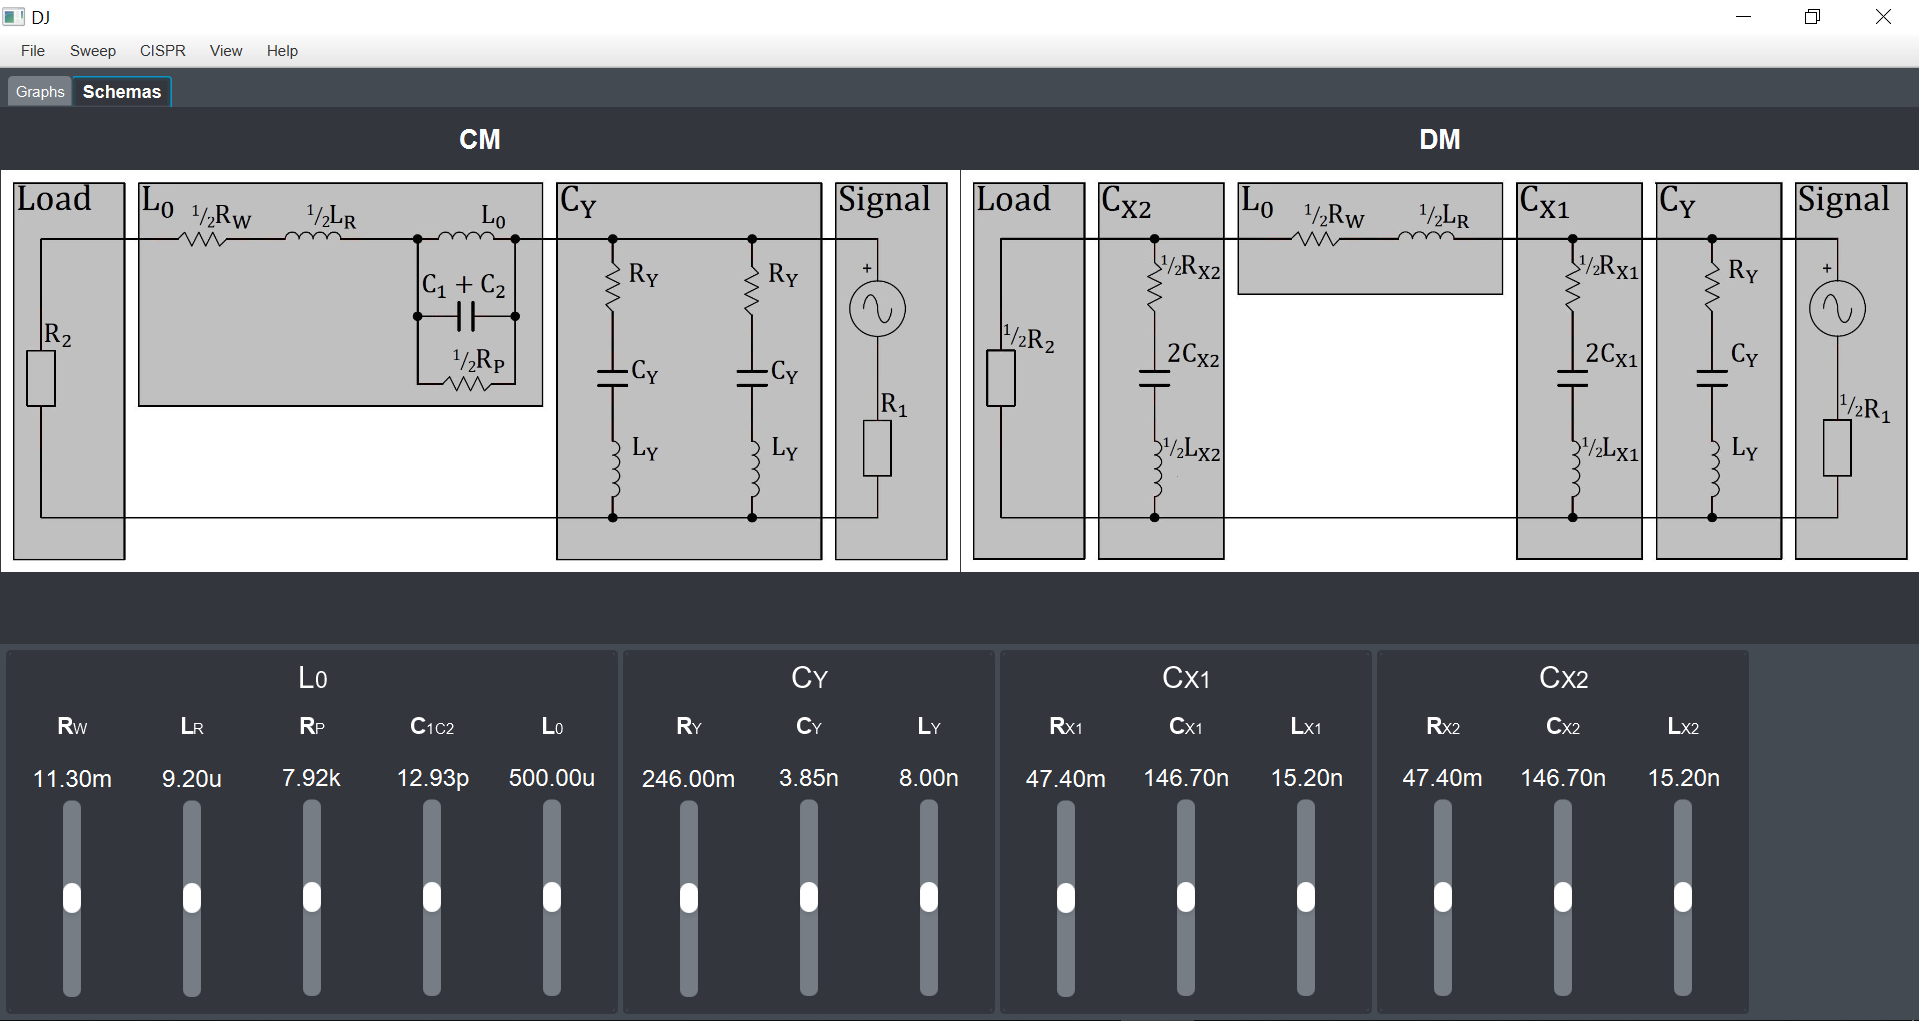 DJ
File Sweep CISPR View Help
Graphs Schemas
CM DM
Load L0 CY Signal Load CX2 L0 CX1 CY Signal
1/2RW 1/2LR L0 1/2RW 1/2LR
RY RY + 1/2RX2 1/2RX1 RY +
C1 + C2
R2 1/2R2
1/2RP CY CY 2CX2 2CX1 CY
R1 1/2R1
LY LY 1/2LX2 1/2LX1 LY
L0 CY CX1 CX2
RW LR RP C1C2 L0 RY CY LY RX1 CX1 LX1 RX2 CX2 LX2
11.30m 9.20u 7.92k 12.93p 500.00u 246.00m 3.85n 8.00n 47.40m 146.70n 15.20n 47.40m 146.70n 15.20n